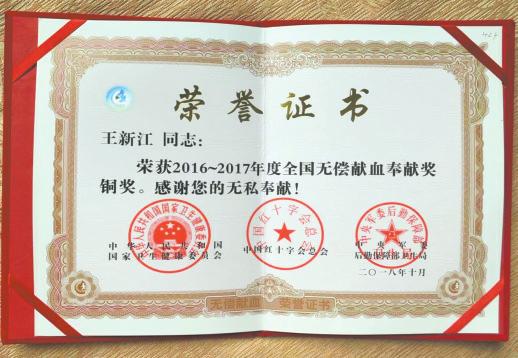 荣誉证书
王新江 同志：
荣获2016~2017年度全国无偿献血奉献奖
铜奖。感谢您的无私奉献！
中华人民共和国
国家卫生健康委员会
中国红十字会总会
中央军委
后勤保障部卫生局
二〇一八年十月
无偿献血 荣誉证书